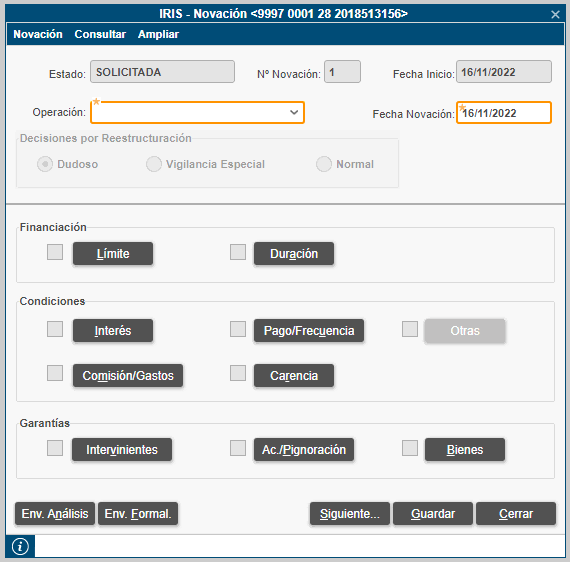 IRIS - Novación <9997 0001 28 2018513156>
Novación Consultar Ampliar
Estado: SOLICITADA Nº Novación: 1 Fecha Inicio: 16/11/2022
Operación: * Fecha Novación: * 16/11/2022
Decisiones por Reestructuración
Dudoso Vigilancia Especial Normal
Financiación
Límite Duración
Condiciones
Interés Pago/Frecuencia Otras
Comisión/Gastos Carencia
Garantías
Intervinientes Ac./Pignoración Bienes
Env. Análisis Env. Formal. Siguiente... Guardar Cerrar